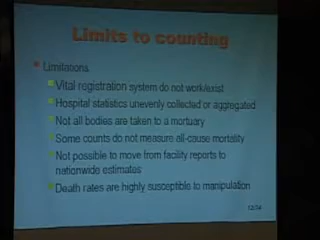 Limits to counting
Limitations
Vital registration system do not work/exist
Hospital statistics unevenly collected or aggregated
Not all bodies are taken to a mortuary
Some counts do not measure all-cause mortality
Not possible to move from facility reports to
nationwide estimates
Death rates are highly susceptible to manipulation